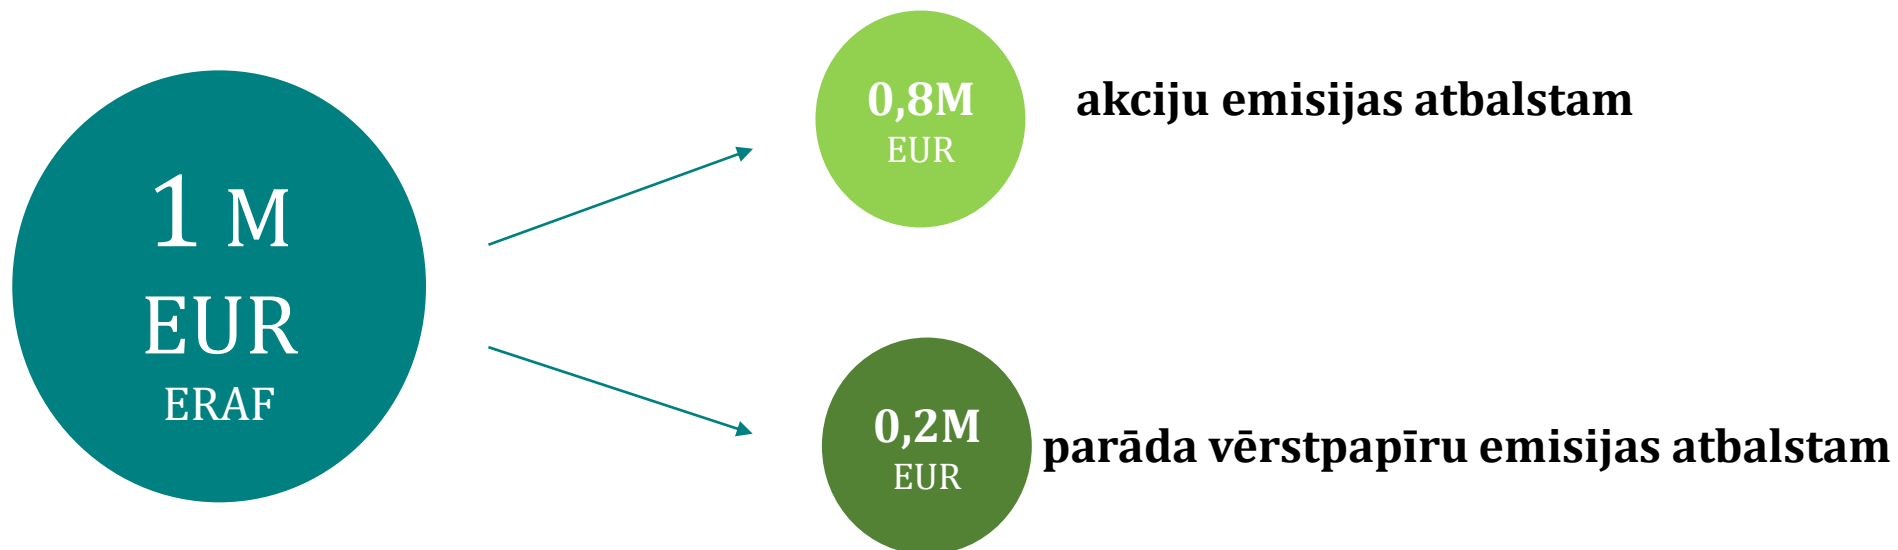 1 M
EUR
ERAF
0,8M
EUR
akciju emisijas atbalstam
0,2M
EUR
parāda vērstpapīru emisijas atbalstam